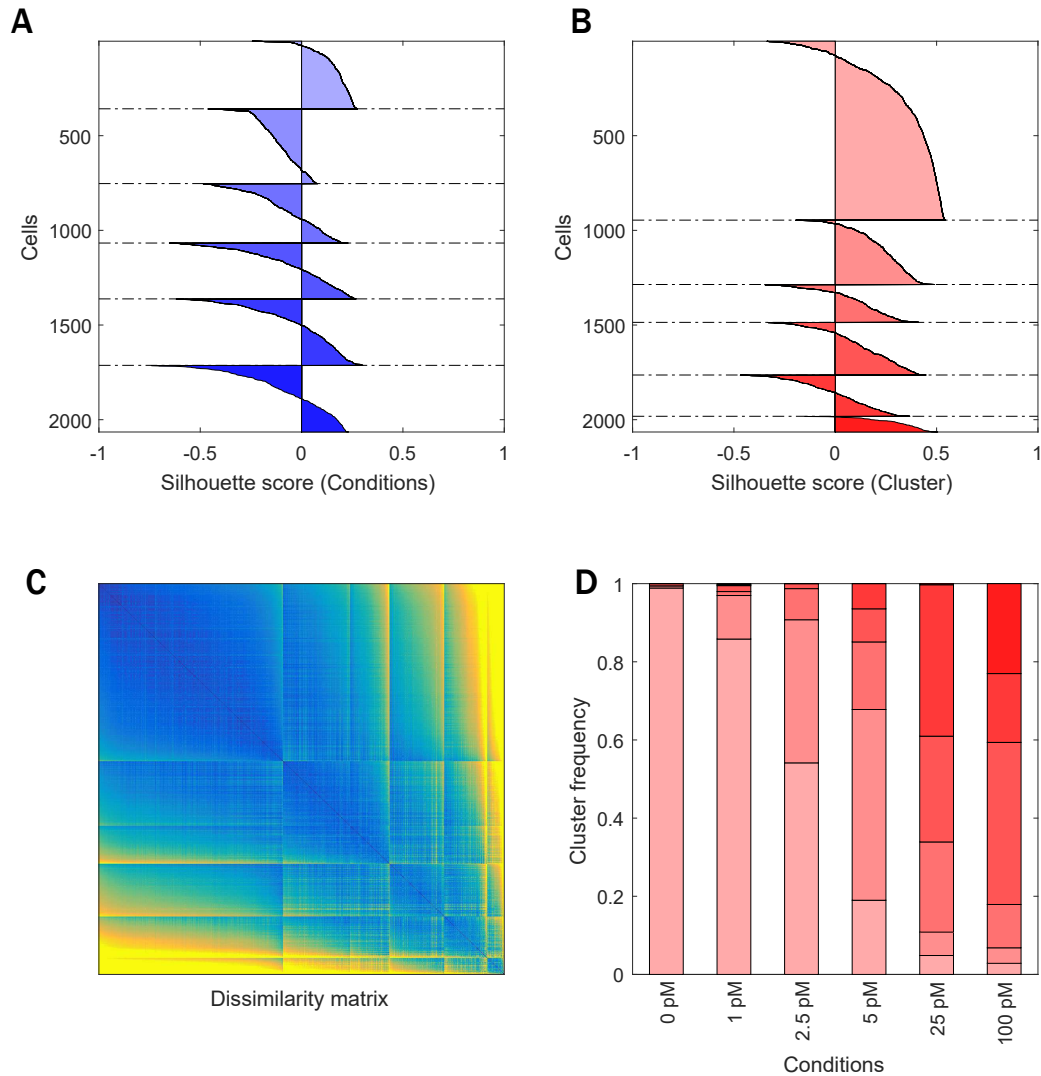 A
500
1000
1500
2000
Cells
-1 -0.5 0 0.5 1
Silhouette score (Conditions)
B
500
1000
1500
2000
Cells
-1 -0.5 0 0.5 1
Silhouette score (Cluster)
C
Dissimilarity matrix
D
1
0.8
0.6
0.4
0.2
0
Cluster frequency
0 pM
1 pM
2.5 pM
5 pM
25 pM
100 pM
Conditions